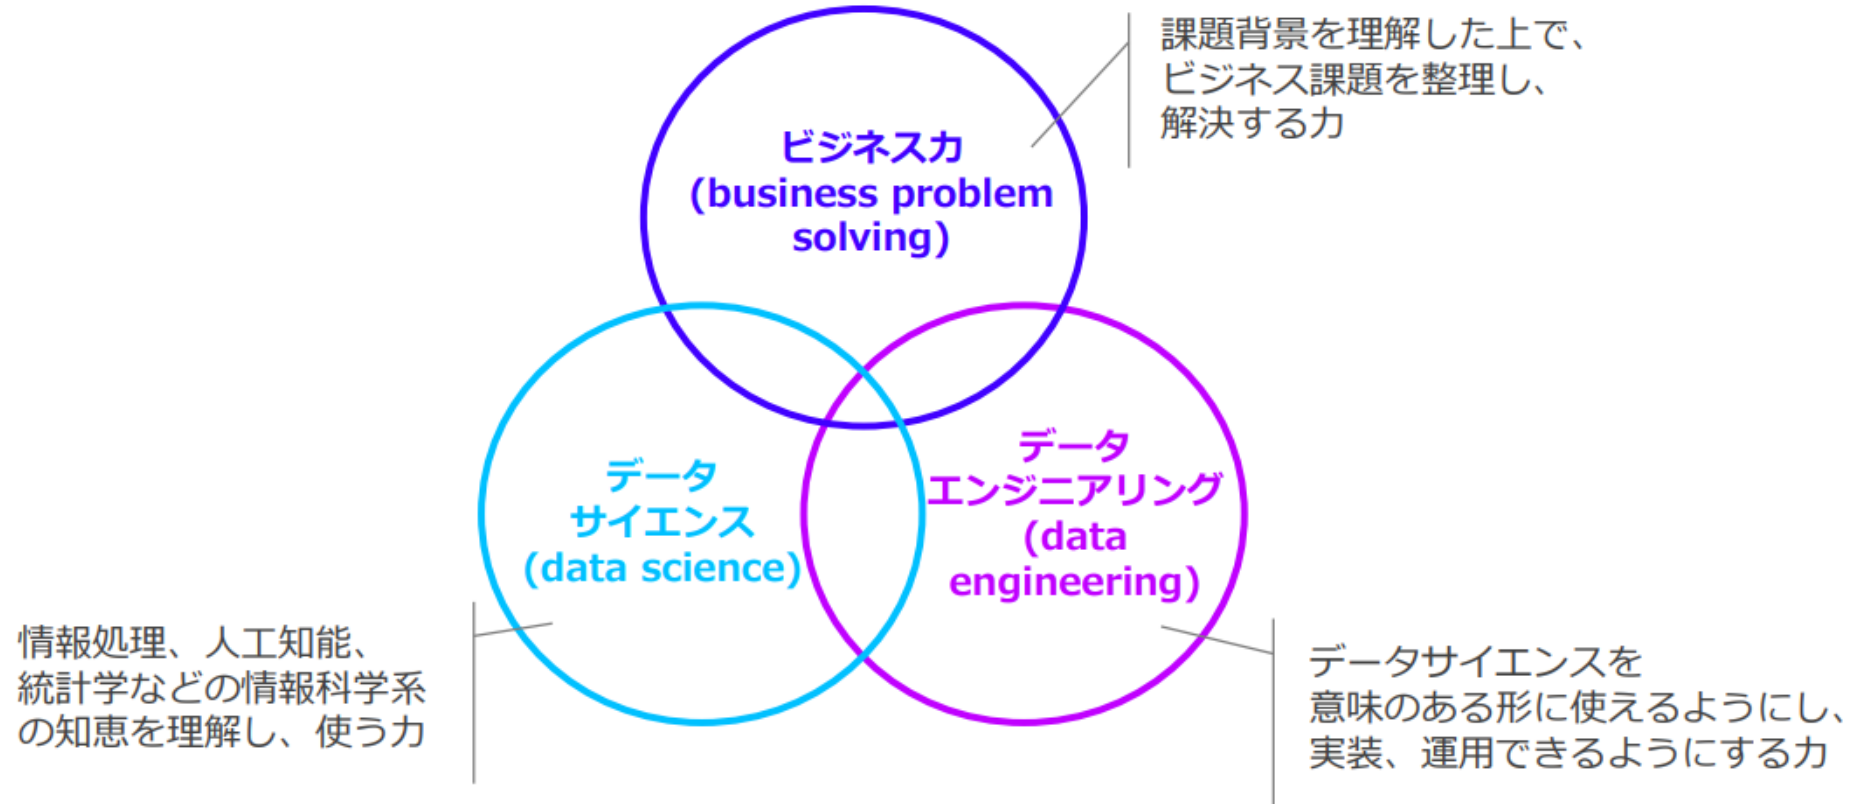 課題背景を理解した上で、
ビジネス課題を整理し、
解決する力
ビジネス力
(business problem
solving)
データ
サイエンス
(data science)
データ
エンジニアリング
(data
engineering)
情報処理、人工知能、
統計学などの情報科学系
の知恵を理解し、使う力
データサイエンスを
意味のある形に使えるようにし、
実装、運用できるようにする力